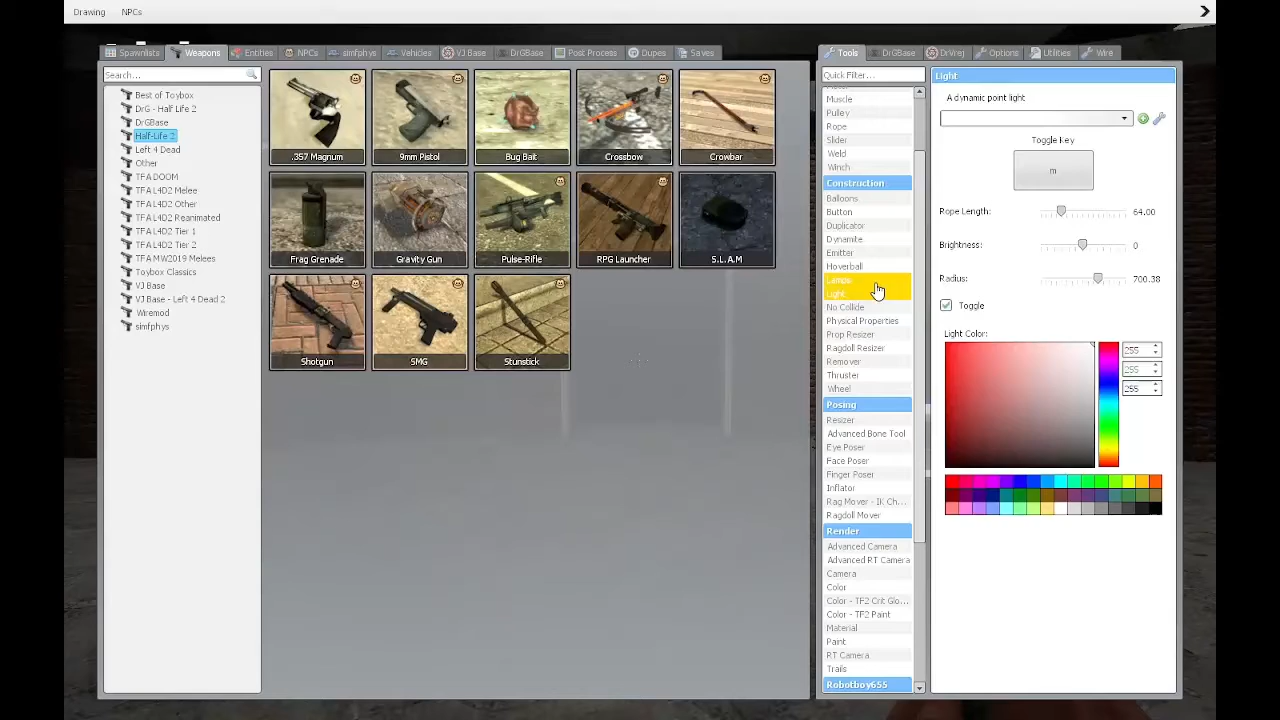 Drawing NPCs
Spawnlists Weapons Entities NPCs simfphys Vehicles VJ Base DrGBase Post Process Dupes Saves
Search...
Best of Toybox
DrG - Half Life 2
DrGBase
Half-Life 2
Left 4 Dead
Other
TFA DOOM
TFA L4D2 Melee
TFA L4D2 Other
TFA L4D2 Reanimated
TFA L4D2 Tier 1
TFA L4D2 Tier 2
TFA MW2019 Melees
Toybox Classics
VJ Base
VJ Base - Left 4 Dead 2
Wiremod
simfphys
.357 Magnum 9mm Pistol Bug Bait Crossbow Crowbar
Frag Grenade Gravity Gun Pulse-Rifle RPG Launcher S.L.A.M
Shotgun SMG Stunstick
Tools DrGBase DrVrej Options Utilities Wire
Quick Filter...
Muscle
Pulley
Rope
Slider
Weld
Winch
Construction
Balloons
Button
Duplicator
Dynamite
Emitter
Hoverball
Lamps
Light
No Collide
Physical Properties
Prop Resizer
Ragdoll Resizer
Remover
Thruster
Wheel
Posing
Resizer
Advanced Bone Tool
Eye Poser
Face Poser
Finger Poser
Inflator
Rag Mover - IK Ch...
Ragdoll Mover
Render
Advanced Camera
Advanced RT Camera
Camera
Color
Color - TF2 Crit Glo...
Color - TF2 Paint
Material
Paint
RT Camera
Trails
Robotboy655
Light
A dynamic point light
Toggle Key
m
Rope Length: 64.00
Brightness: 0
Radius: 700.38
Toggle
Light Color:
255
255
255